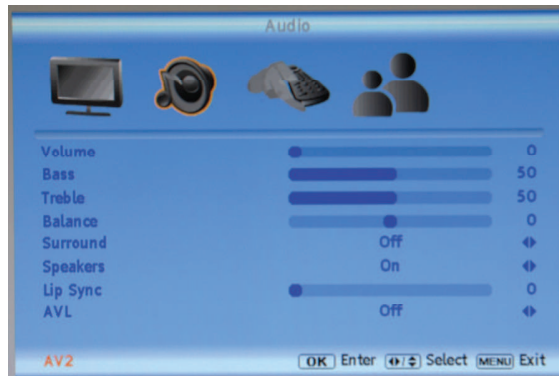 Audio
Volume 0
Bass 50
Treble 50
Balance 0
Surround Off
Speakers On
Lip Sync 0
AVL Off
AV2 OK Enter Select MENU Exit